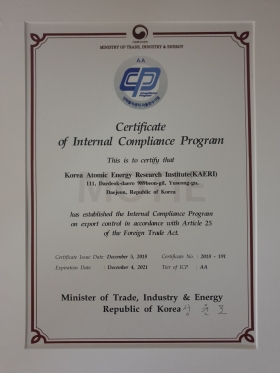 MINISTRY OF TRADE, INDUSTRY & ENERGY
AA
CP
Certificate
of Internal Compliance Program
This is to certify that
Korea Atomic Energy Research Institute(KAERI)
111, Daedeok-daero 989beon-gil, Yuseong-gu,
Daejeon, Republic of Korea
has established the Internal Compliance Program
on export control in accordance with Article 25
of the Foreign Trade Act.
Certificate Issue Date: December 5, 2018 Certificate No : 2018 - 191
Expiration Date : December 4, 2021 Tier of ICP : AA
Minister of Trade, Industry & Energy
Republic of Korea